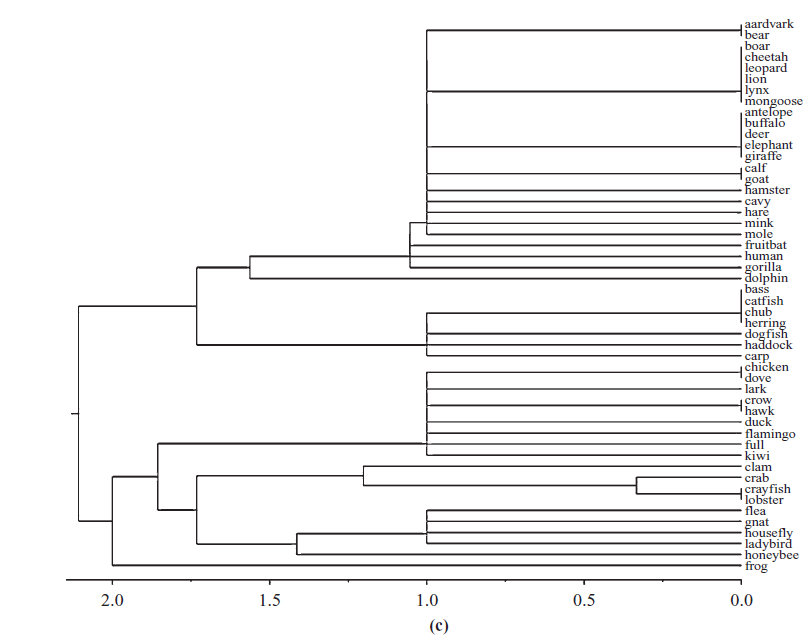 aardvark
bear
boar
cheetah
leopard
lion
lynx
mongoose
antelope
buffalo
deer
elephant
giraffe
calf
goat
hamster
cavy
hare
mink
mole
fruitbat
human
gorilla
dolphin
bass
catfish
chub
herring
dogfish
haddock
carp
chicken
dove
lark
crow
hawk
duck
flamingo
full
kiwi
clam
crab
crayfish
lobster
flea
gnat
housefly
ladybird
honeybee
frog
2.0 1.5 1.0 0.5 0.0
(c)